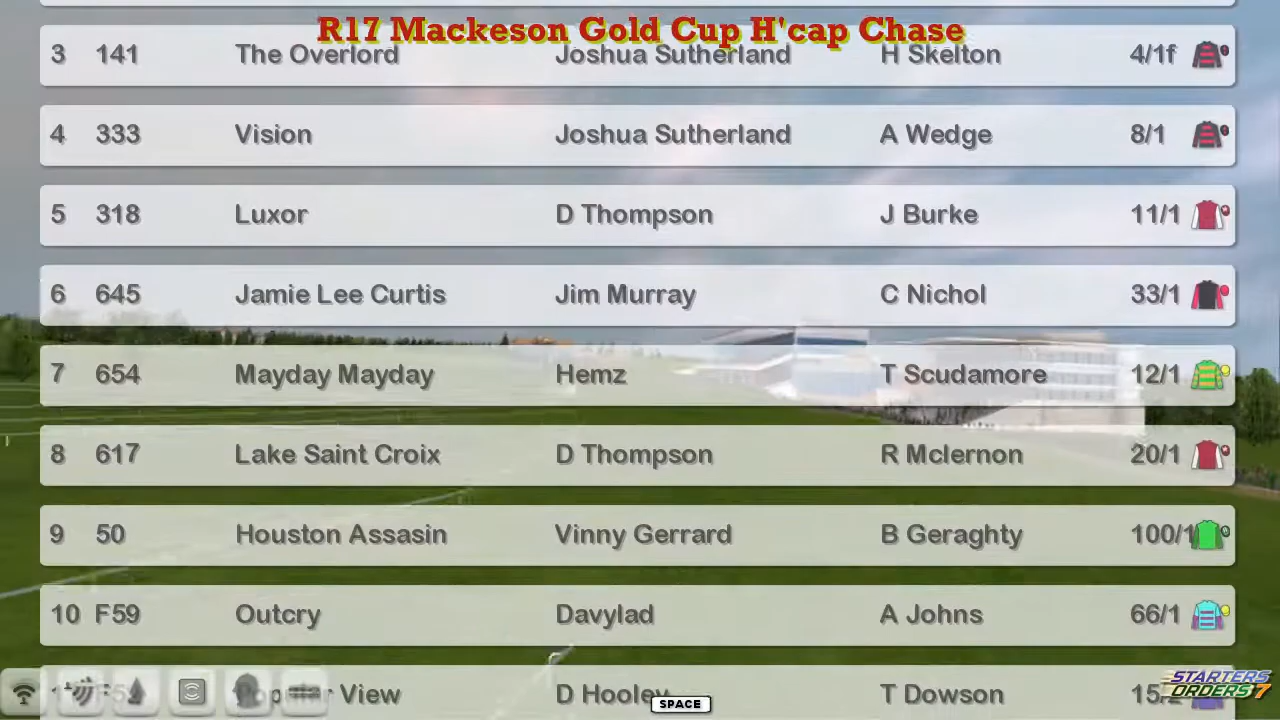 R17 Mackeson Gold Cup H'cap Chase
3 141 The Overlord Joshua Sutherland H Skelton 4/1f
4 333 Vision Joshua Sutherland A Wedge 8/1
5 318 Luxor D Thompson J Burke 11/1
6 645 Jamie Lee Curtis Jim Murray C Nichol 33/1
7 654 Mayday Mayday Hemz T Scudamore 12/1
8 617 Lake Saint Croix D Thompson R Mclernon 20/1
9 50 Houston Assasin Vinny Gerrard B Geraghty 100/1
10 F59 Outcry Davylad A Johns 66/1
View D Hooley T Dowson
SPACE
STARTERS
ORDERS 7